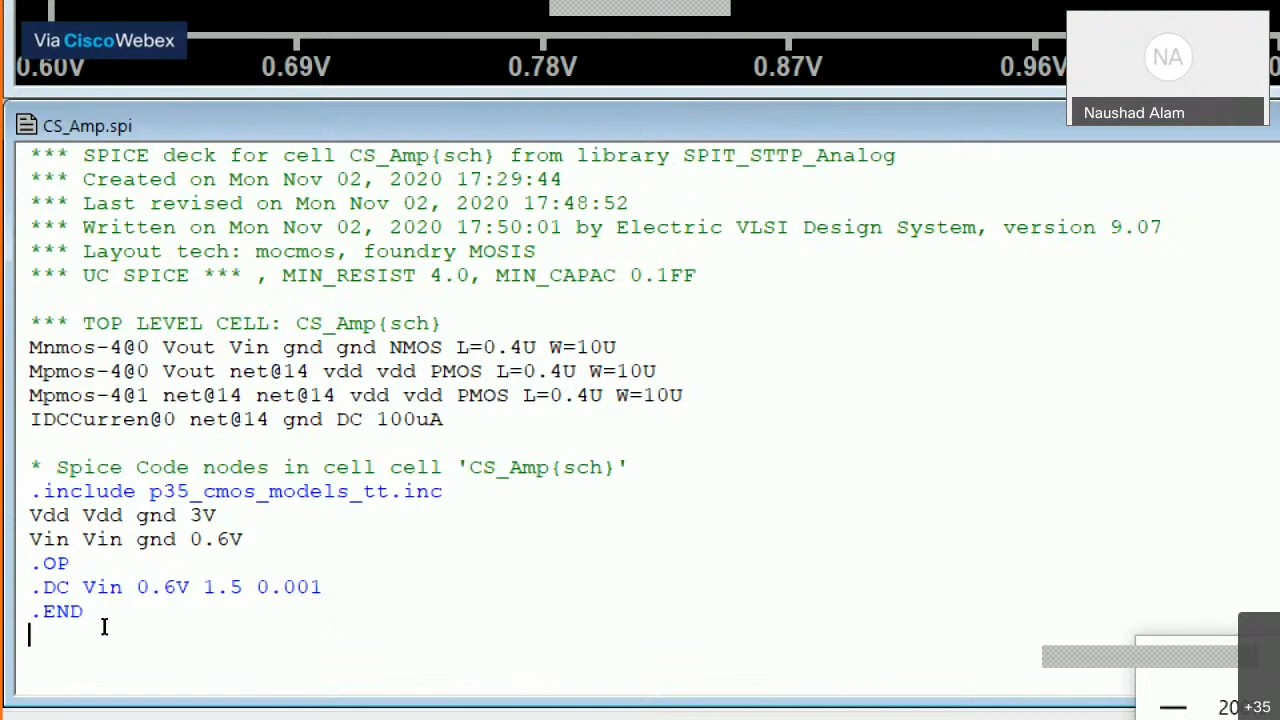 Via CiscoWebex
NA
Naushad Alam
0.60V 0.69V 0.78V 0.87V 0.96V
CS_Amp.spi
*** SPICE deck for cell CS_Amp{sch} from library SPIT_STTP_Analog
*** Created on Mon Nov 02, 2020 17:29:44
*** Last revised on Mon Nov 02, 2020 17:48:52
*** Written on Mon Nov 02, 2020 17:50:01 by Electric VLSI Design System, version 9.07
*** Layout tech: mocmos, foundry MOSIS
*** UC SPICE *** , MIN_RESIST 4.0, MIN_CAPAC 0.1FF
*** TOP LEVEL CELL: CS_Amp{sch}
Mnmos-4@0 Vout Vin gnd gnd NMOS L=0.4U W=10U
Mpmos-4@0 Vout net@14 vdd vdd PMOS L=0.4U W=10U
Mpmos-4@1 net@14 net@14 vdd vdd PMOS L=0.4U W=10U
IDCCurren@0 net@14 gnd DC 100uA
* Spice Code nodes in cell cell 'CS_Amp{sch}'
.include p35_cmos_models_tt.inc
Vdd Vdd gnd 3V
Vin Vin gnd 0.6V
.OP
.DC Vin 0.6V 1.5 0.001
.END
+35